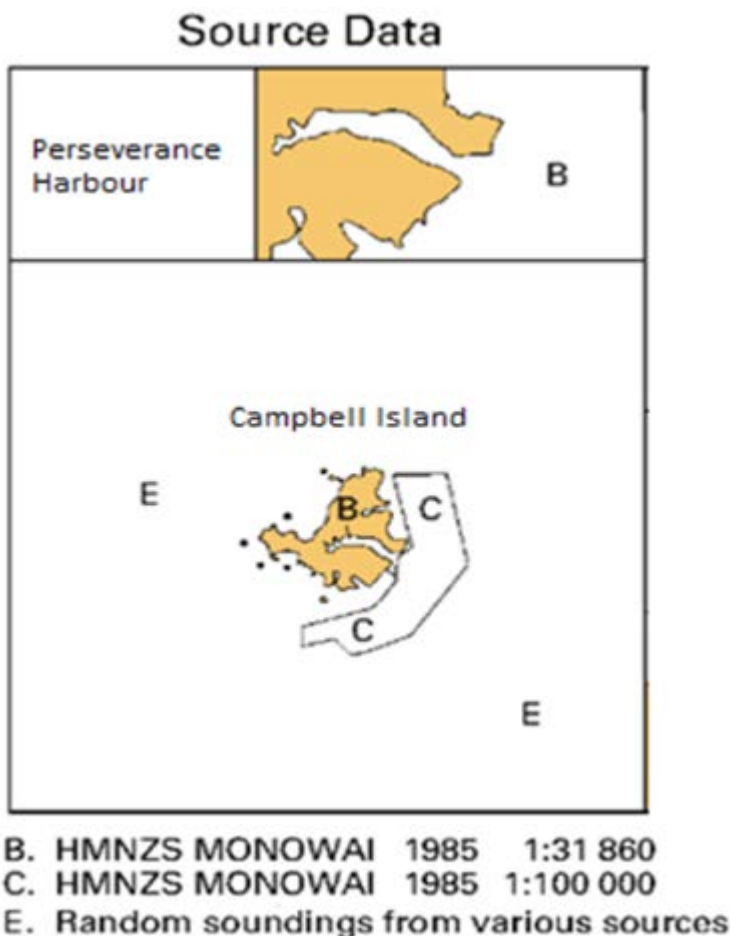 Source Data
Perseverance
Harbour
B
Campbell Island
E
B
C
C
E
B. HMNZS MONOWAI 1985 1:31 860
C. HMNZS MONOWAI 1985 1:100 000
E. Random soundings from various sources